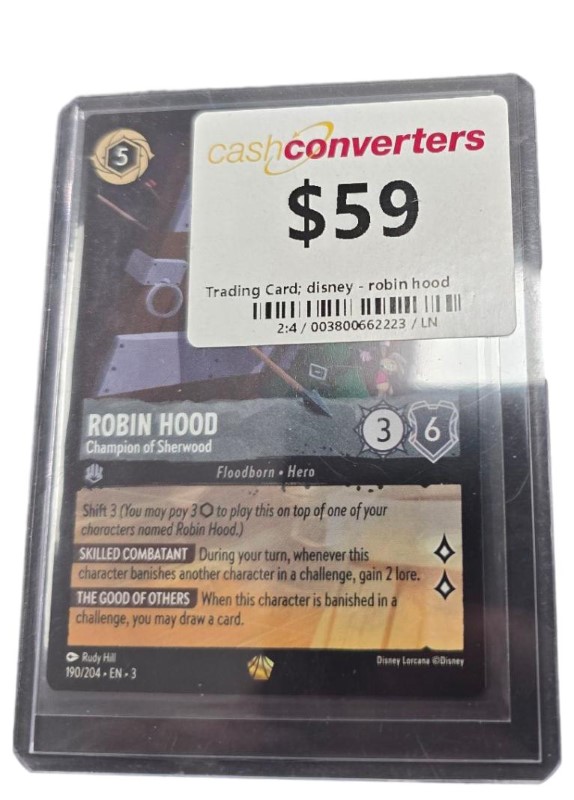 cashconverters
$59
Trading Card; disney - robin hood
2:4 / 003800662223 / LN
5
ROBIN HOOD
Champion of Sherwood
3
6
Floodborn • Hero
Shift 3 (You may pay 3 to play this on top of one of your
characters named Robin Hood.)
SKILLED COMBATANT During your turn, whenever this
character banishes another character in a challenge, gain 2 lore.
THE GOOD OF OTHERS When this character is banished in a
challenge, you may draw a card.
Rudy Hill
190/204 • EN • 3
Disney Lorcana ©Disney